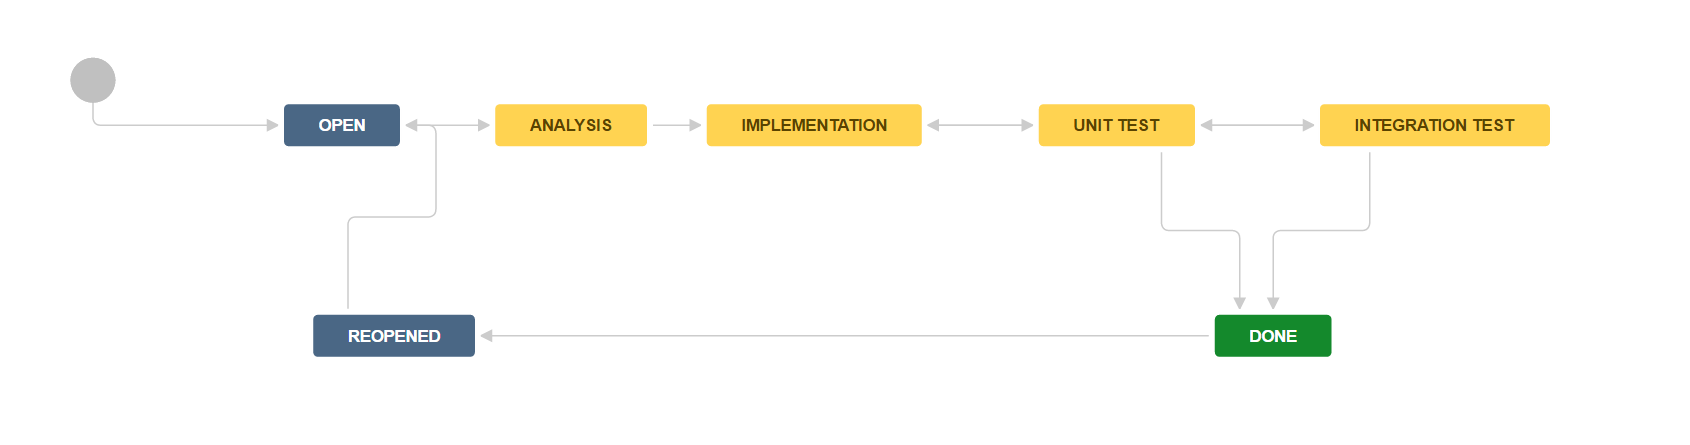 OPEN
ANALYSIS
IMPLEMENTATION
UNIT TEST
INTEGRATION TEST
REOPENED
DONE